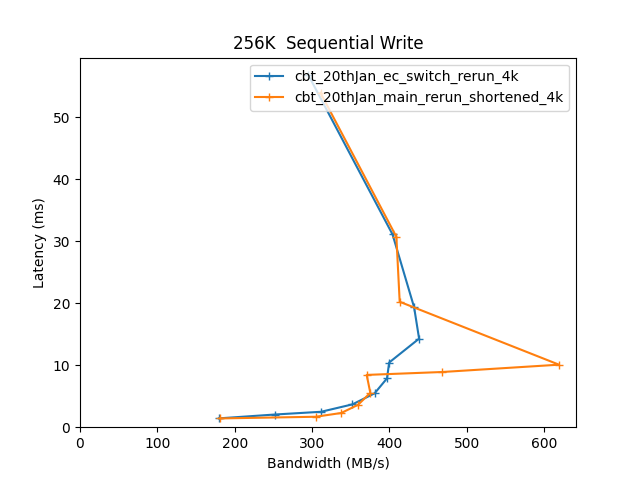 256K  Sequential Write
cbt_20thJan_ec_switch_rerun_4k
cbt_20thJan_main_rerun_shortened_4k
50
40
30
20
10
0
Latency (ms)
0 100 200 300 400 500 600
Bandwidth (MB/s)